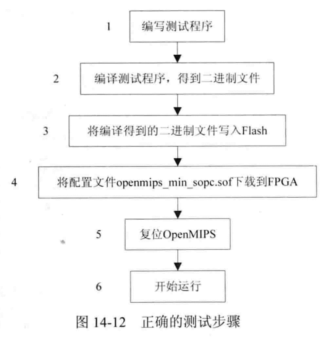 1 编写测试程序
2 编译测试程序，得到二进制文件
3 将编译得到的二进制文件写入Flash
4 将配置文件openmips_min_sopc.sof下载到FPGA
5 复位OpenMIPS
6 开始运行
图 14-12 正确的测试步骤